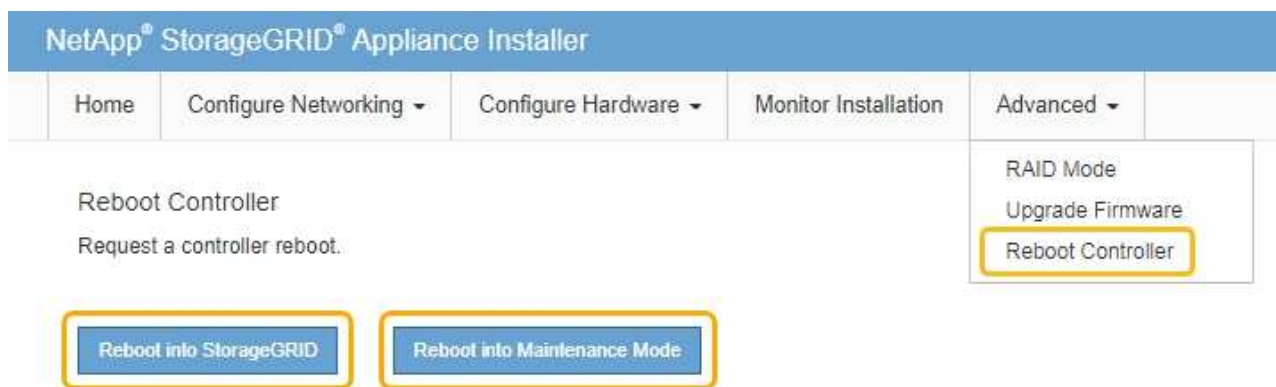 NetApp® StorageGRID® Appliance Installer
Home Configure Networking Configure Hardware Monitor Installation Advanced
RAID Mode
Upgrade Firmware
Reboot Controller
Reboot Controller
Request a controller reboot.
Reboot into StorageGRID Reboot into Maintenance Mode